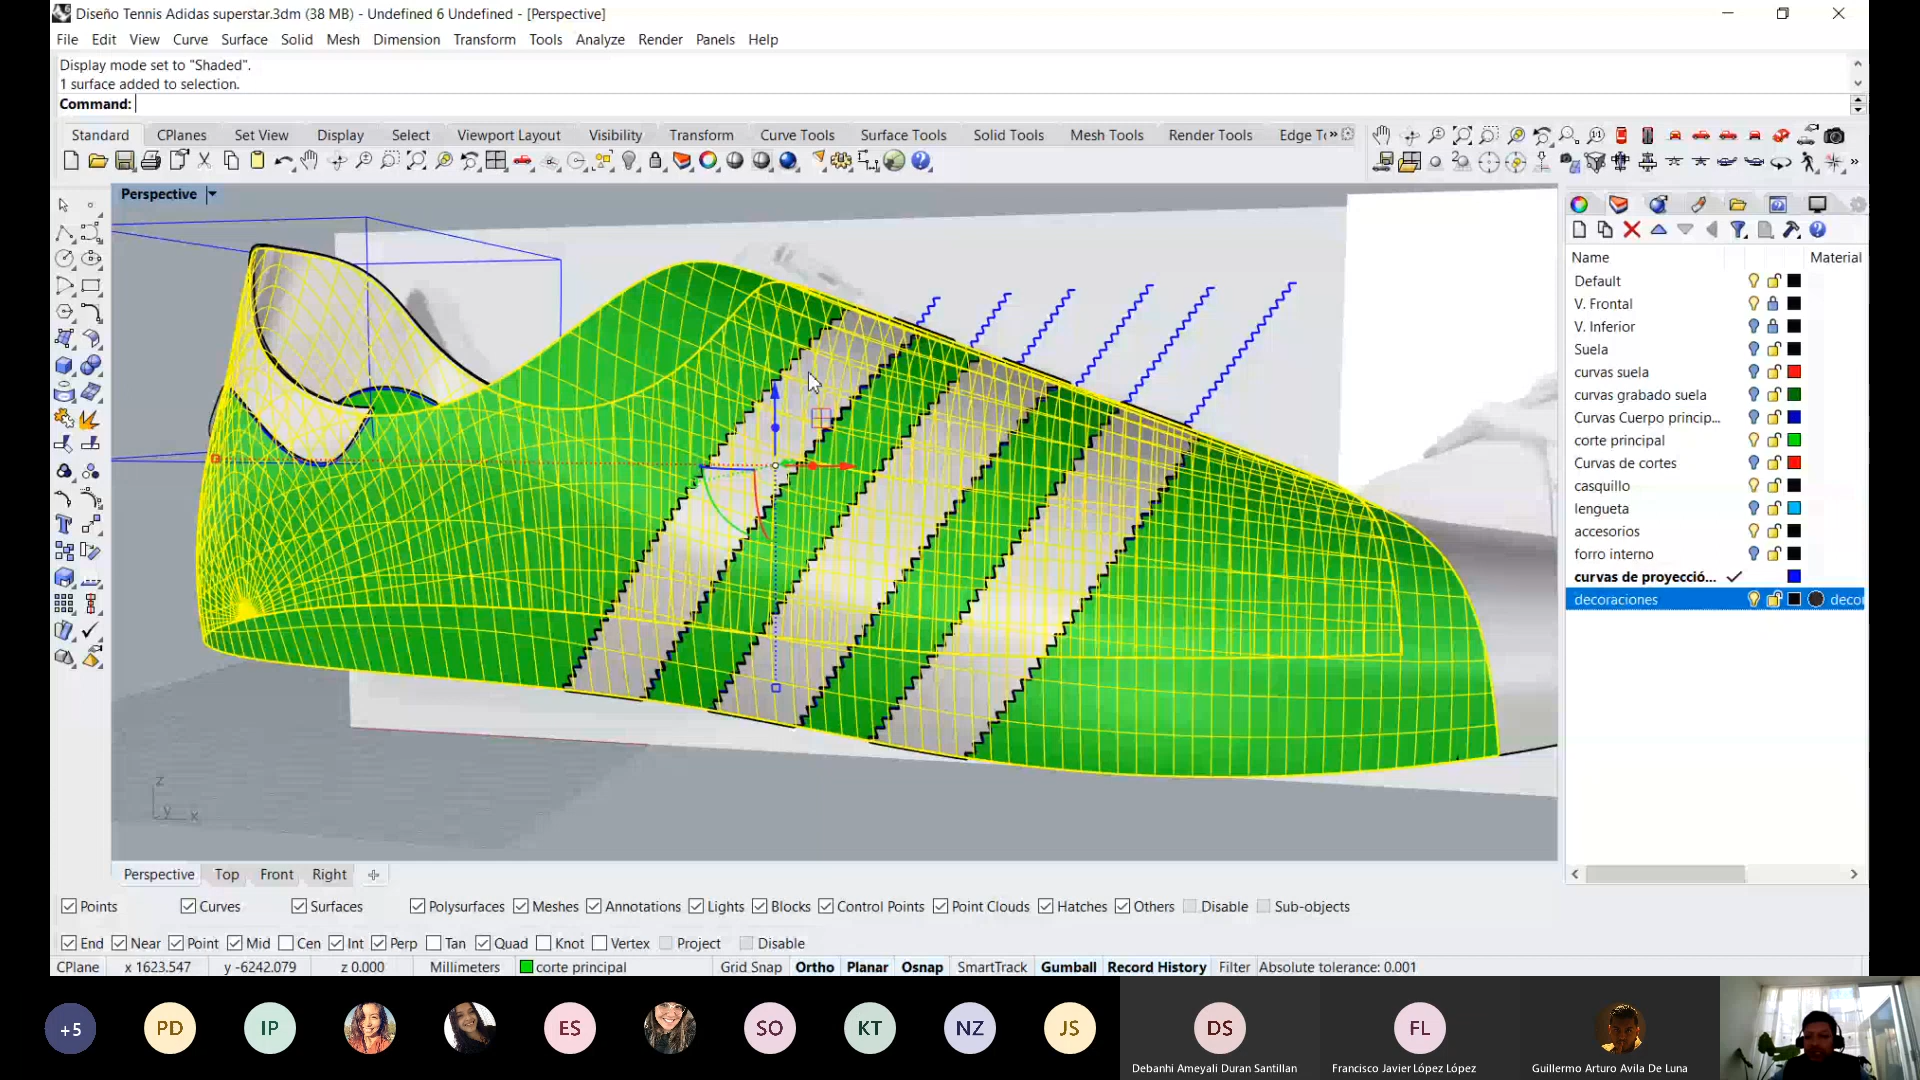 Diseño Tennis Adidas superstar.3dm (38 MB) - Undefined 6 Undefined - [Perspective]
File Edit View Curve Surface Solid Mesh Dimension Transform Tools Analyze Render Panels Help
Display mode set to "Shaded".
1 surface added to selection.
Command:
Standard CPlanes Set View Display Select Viewport Layout Visibility Transform Curve Tools Surface Tools Solid Tools Mesh Tools Render Tools Edge To »
Perspective
Name Material
Default
V. Frontal
V. Inferior
Suela
curvas suela
curvas grabado suela
Curvas Cuerpo princip...
corte principal
Curvas de cortes
casquillo
lengueta
accesorios
forro interno
curvas de proyecció...
decoraciones decor
z
y x
Perspective Top Front Right
Points Curves Surfaces Polysurfaces Meshes Annotations Lights Blocks Control Points Point Clouds Hatches Others Disable Sub-objects
End Near Point Mid Cen Int Perp Tan Quad Knot Vertex Project Disable
CPlane x 1623.547 y -6242.079 z 0.000 Millimeters corte principal Grid Snap Ortho Planar Osnap SmartTrack Gumball Record History Filter Absolute tolerance: 0.001
+5 PD IP ES SO KT NZ JS DS FL
Debanhi Ameyali Duran Santillan Francisco Javier López López Guillermo Arturo Avila De Luna